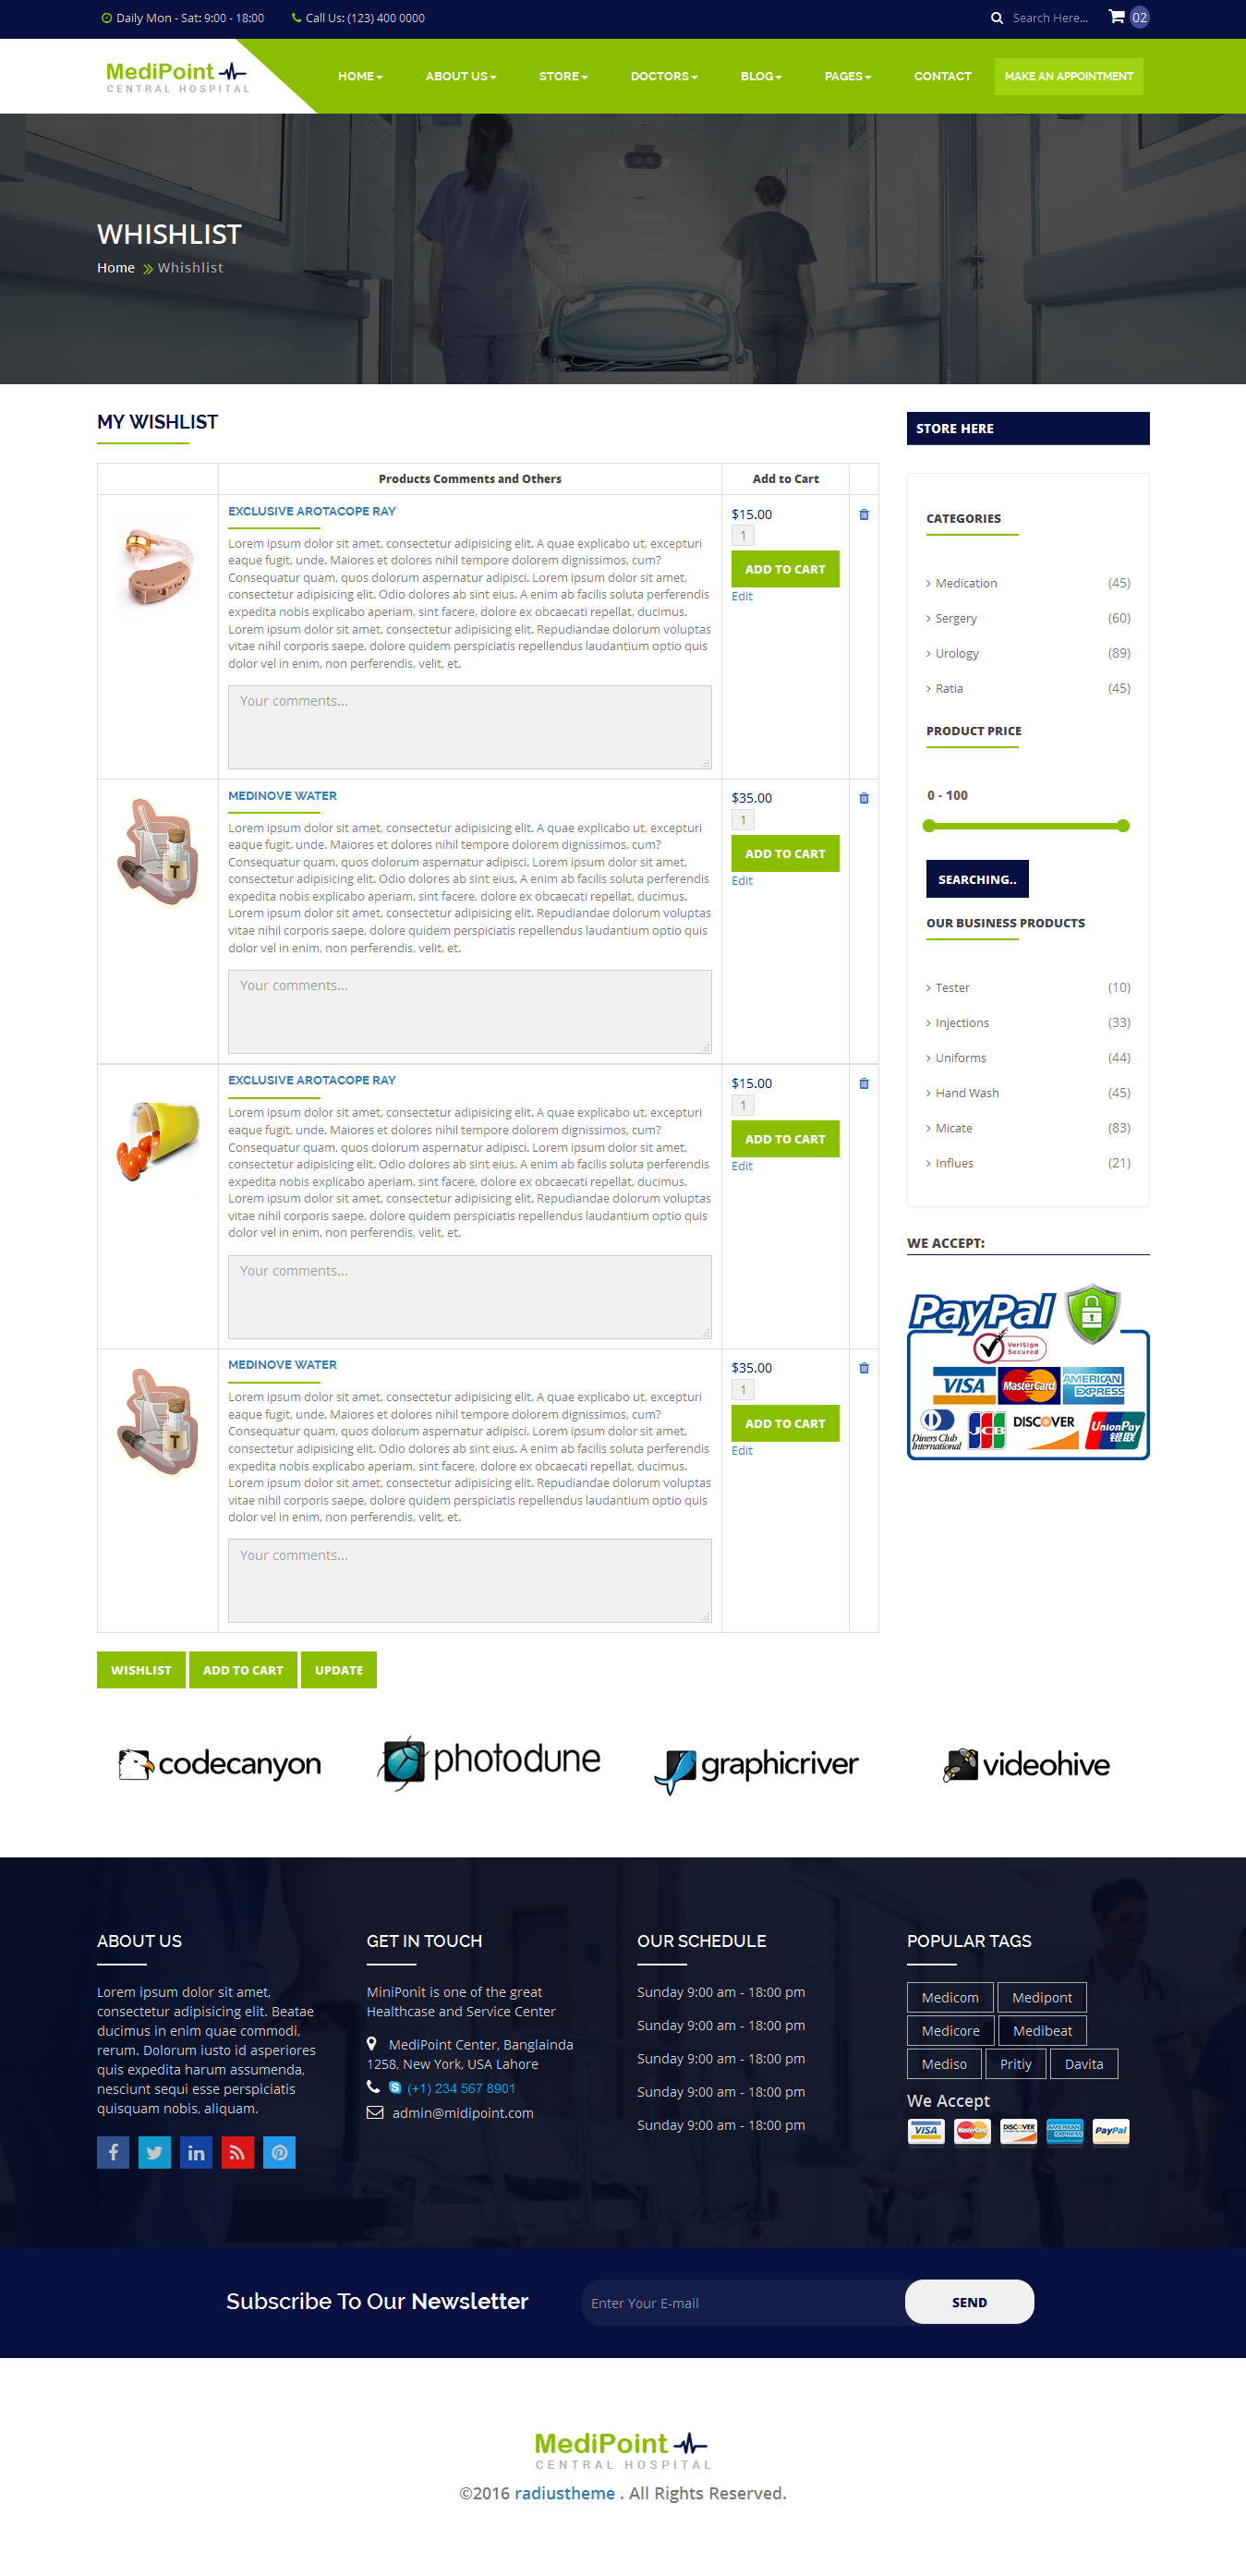 Daily Mon - Sat: 9:00 - 18:00
Call Us: (123) 400 0000
Search Here...
02
MediPoint
CENTRAL HOSPITAL
HOME
ABOUT US
STORE
DOCTORS
BLOG
PAGES
CONTACT
MAKE AN APPOINTMENT
WHISHLIST
Home Whishlist
MY WISHLIST
Products Comments and Others
Add to Cart
EXCLUSIVE AROTACOPE RAY
Lorem ipsum dolor sit amet, consectetur adipisicing elit. A quae explicabo ut, excepturi
eaque fugit, unde. Maiores et dolores nihil tempore dolorem dignissimos, cum?
Consequatur quam, quos dolorum aspernatur adipisci. Lorem ipsum dolor sit amet,
consectetur adipisicing elit. Odio dolores ab sint eius. A enim ab facilis soluta perferendis
expedita nobis explicabo aperiam, sint facere, dolore ex obcaecati repellat, ducimus.
Lorem ipsum dolor sit amet, consectetur adipisicing elit. Repudiandae dolorum voluptas
vitae nihil corporis saepe, dolore quidem perspiciatis repellendus laudantium optio quis
dolor vel in enim, non perferendis, velit, et.
Your comments...
$15.00
1
ADD TO CART
Edit
MEDINOVE WATER
Lorem ipsum dolor sit amet, consectetur adipisicing elit. A quae explicabo ut, excepturi
eaque fugit, unde. Maiores et dolores nihil tempore dolorem dignissimos, cum?
Consequatur quam, quos dolorum aspernatur adipisci. Lorem ipsum dolor sit amet,
consectetur adipisicing elit. Odio dolores ab sint eius. A enim ab facilis soluta perferendis
expedita nobis explicabo aperiam, sint facere, dolore ex obcaecati repellat, ducimus.
Lorem ipsum dolor sit amet, consectetur adipisicing elit. Repudiandae dolorum voluptas
vitae nihil corporis saepe, dolore quidem perspiciatis repellendus laudantium optio quis
dolor vel in enim, non perferendis, velit, et.
Your comments...
$35.00
1
ADD TO CART
Edit
T
EXCLUSIVE AROTACOPE RAY
Lorem ipsum dolor sit amet, consectetur adipisicing elit. A quae explicabo ut, excepturi
eaque fugit, unde. Maiores et dolores nihil tempore dolorem dignissimos, cum?
Consequatur quam, quos dolorum aspernatur adipisci. Lorem ipsum dolor sit amet,
consectetur adipisicing elit. Odio dolores ab sint eius. A enim ab facilis soluta perferendis
expedita nobis explicabo aperiam, sint facere, dolore ex obcaecati repellat, ducimus.
Lorem ipsum dolor sit amet, consectetur adipisicing elit. Repudiandae dolorum voluptas
vitae nihil corporis saepe, dolore quidem perspiciatis repellendus laudantium optio quis
dolor vel in enim, non perferendis, velit, et.
Your comments...
$15.00
1
ADD TO CART
Edit
MEDINOVE WATER
Lorem ipsum dolor sit amet, consectetur adipisicing elit. A quae explicabo ut, excepturi
eaque fugit, unde. Maiores et dolores nihil tempore dolorem dignissimos, cum?
Consequatur quam, quos dolorum aspernatur adipisci. Lorem ipsum dolor sit amet,
consectetur adipisicing elit. Odio dolores ab sint eius. A enim ab facilis soluta perferendis
expedita nobis explicabo aperiam, sint facere, dolore ex obcaecati repellat, ducimus.
Lorem ipsum dolor sit amet, consectetur adipisicing elit. Repudiandae dolorum voluptas
vitae nihil corporis saepe, dolore quidem perspiciatis repellendus laudantium optio quis
dolor vel in enim, non perferendis, velit, et.
Your comments...
$35.00
1
ADD TO CART
Edit
T
WISHLIST
ADD TO CART
UPDATE
STORE HERE
CATEGORIES
Medication (45)
Sergery (60)
Urology (89)
Ratia (45)
PRODUCT PRICE
0 - 100
SEARCHING..
OUR BUSINESS PRODUCTS
Tester (10)
Injections (33)
Uniforms (44)
Hand Wash (45)
Micate (83)
Influes (21)
WE ACCEPT:
PayPal
VeriSign
Secured
VISA
MasterCard
AMERICAN
EXPRESS
Diners Club
International
JCB
DISCOVER
UnionPay
银联
codecanyon
photodune
graphicriver
videohive
ABOUT US
Lorem ipsum dolor sit amet,
consectetur adipisicing elit. Beatae
ducimus in enim quae commodi,
rerum. Dolorum iusto id asperiores
quis expedita harum assumenda,
nesciunt sequi esse perspiciatis
quisquam nobis, aliquam.
GET IN TOUCH
MiniPonit is one of the great
Healthcase and Service Center
MediPoint Center, Banglainda
1258, New York, USA Lahore
(+1) 234 567 8901
admin@midipoint.com
OUR SCHEDULE
Sunday 9:00 am - 18:00 pm
Sunday 9:00 am - 18:00 pm
Sunday 9:00 am - 18:00 pm
Sunday 9:00 am - 18:00 pm
Sunday 9:00 am - 18:00 pm
POPULAR TAGS
Medicom
Medipont
Medicore
Medibeat
Mediso
Pritiy
Davita
We Accept
VISA
MasterCard
DISCOVER
AMERICAN
EXPRESS
PayPal
Subscribe To Our Newsletter
Enter Your E-mail
SEND
MediPoint
CENTRAL HOSPITAL
©2016 radiustheme . All Rights Reserved.